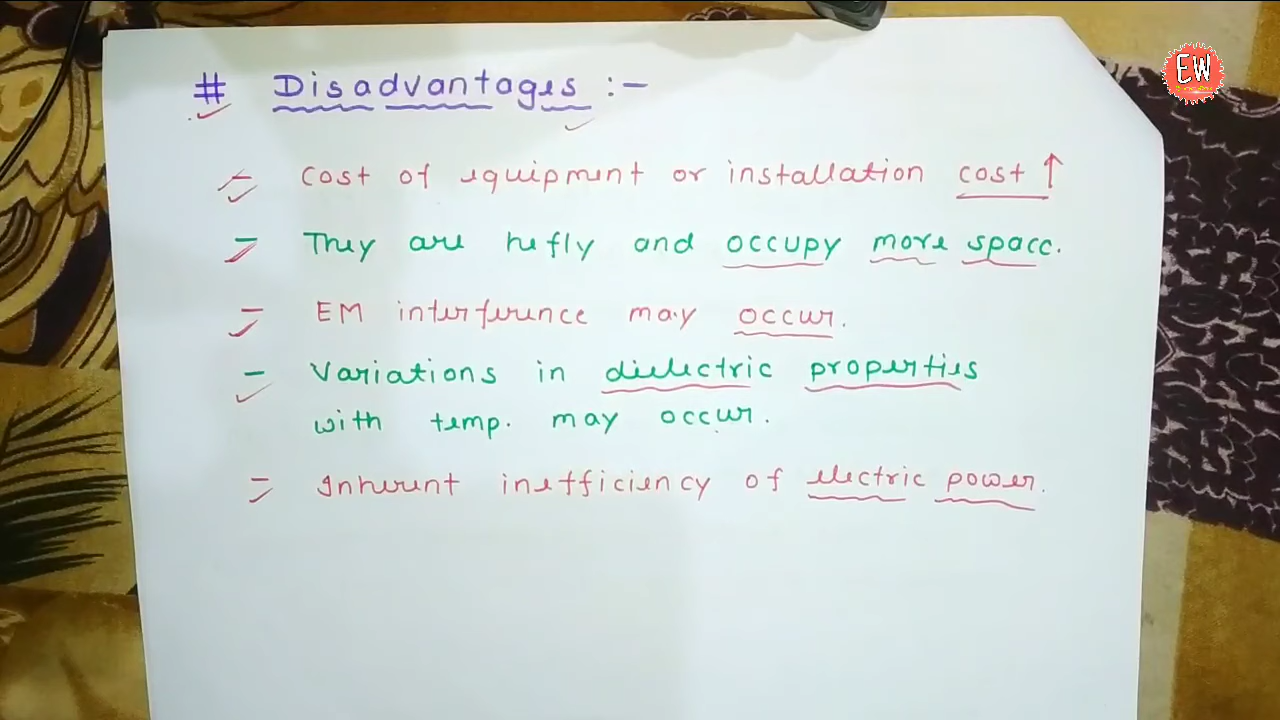 # Disadvantages :-
- Cost of equipment or installation cost ↑
- They are hefly and occupy more space.
- EM interference may occur.
- Variations in dielectric properties
with temp. may occur.
- Inherent inefficiency of electric power.
EW